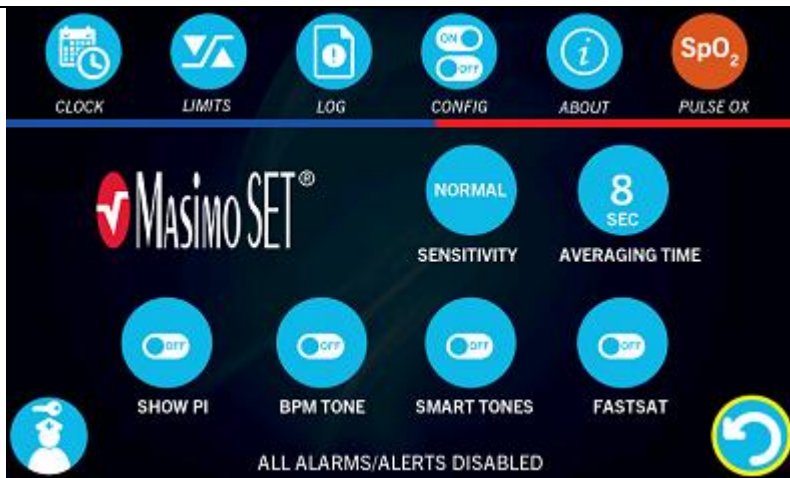 ON
OFF
i
SpO2
CLOCK LIMITS LOG CONFIG ABOUT PULSE OX
Masimo SET®
NORMAL
8
SEC
SENSITIVITY AVERAGING TIME
OFF OFF OFF OFF
SHOW PI BPM TONE SMART TONES FASTSAT
ALL ALARMS/ALERTS DISABLED